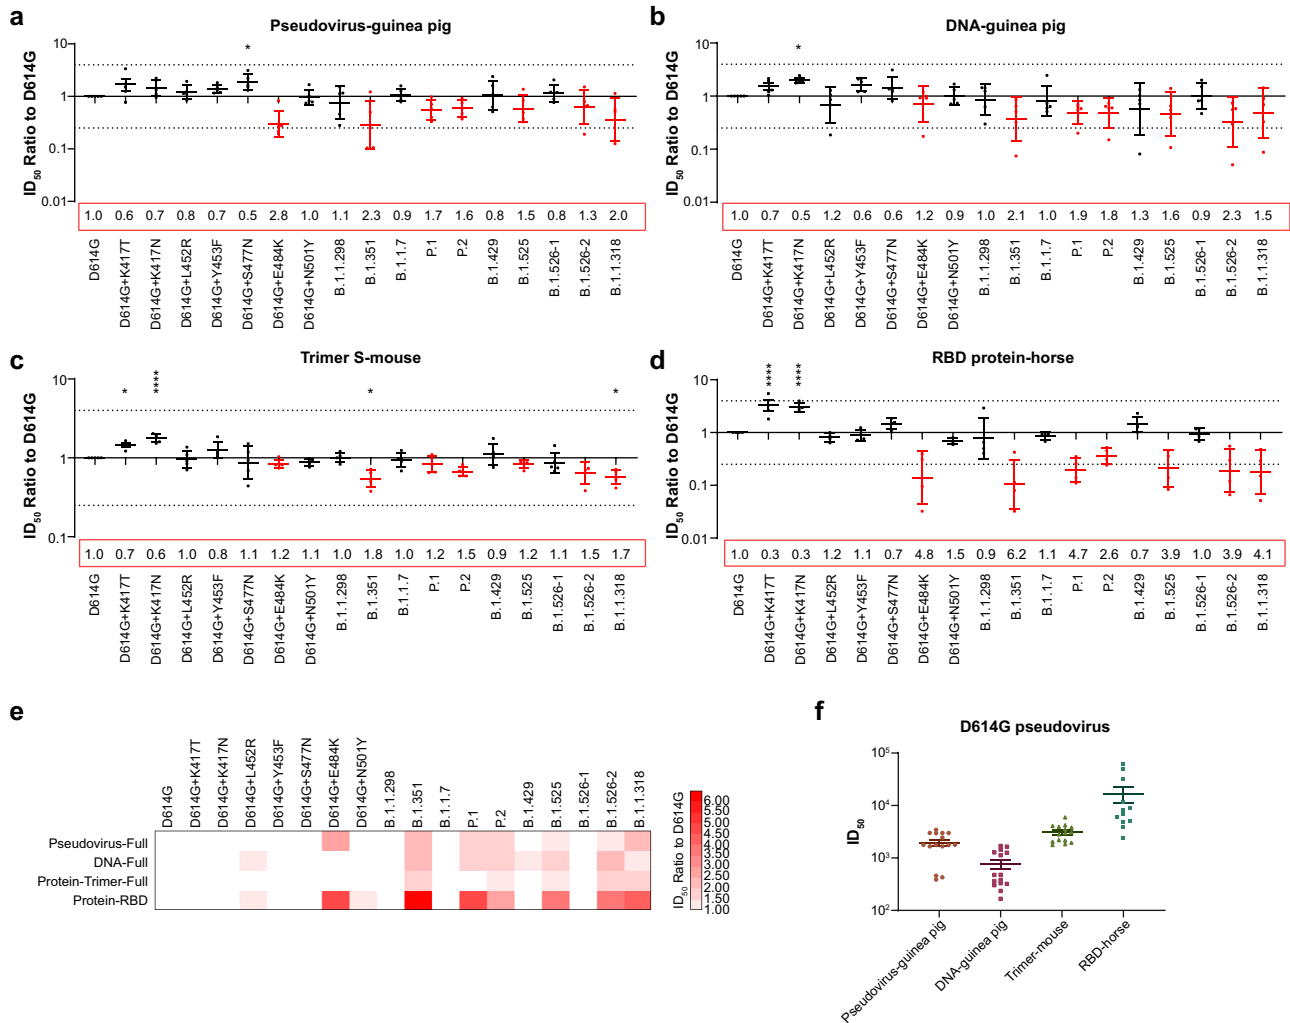 a
Pseudovirus-guinea pig
*
ID50 Ratio to D614G
10
1
0.1
0.01
1.0 0.6 0.7 0.8 0.7 0.5 2.8 1.0 1.1 2.3 0.9 1.7 1.6 0.8 1.5 0.8 1.3 2.0
D614G
D614G+K417T
D614G+K417N
D614G+L452R
D614G+Y453F
D614G+S477N
D614G+E484K
D614G+N501Y
B.1.1.298
B.1.351
B.1.1.7
P.1
P.2
B.1.429
B.1.525
B.1.526-1
B.1.526-2
B.1.1.318
b
DNA-guinea pig
*
ID50 Ratio to D614G
10
1
0.1
0.01
1.0 0.7 0.5 1.2 0.6 0.6 1.2 0.9 1.0 2.1 1.0 1.9 1.8 1.3 1.6 0.9 2.3 1.5
D614G
D614G+K417T
D614G+K417N
D614G+L452R
D614G+Y453F
D614G+S477N
D614G+E484K
D614G+N501Y
B.1.1.298
B.1.351
B.1.1.7
P.1
P.2
B.1.429
B.1.525
B.1.526-1
B.1.526-2
B.1.1.318
c
Trimer S-mouse
* **** * *
ID50 Ratio to D614G
10
1
0.1
1.0 0.7 0.6 1.0 0.8 1.1 1.2 1.1 1.0 1.8 1.0 1.2 1.5 0.9 1.2 1.1 1.5 1.7
D614G
D614G+K417T
D614G+K417N
D614G+L452R
D614G+Y453F
D614G+S477N
D614G+E484K
D614G+N501Y
B.1.1.298
B.1.351
B.1.1.7
P.1
P.2
B.1.429
B.1.525
B.1.526-1
B.1.526-2
B.1.1.318
d
RBD protein-horse
**** ****
ID50 Ratio to D614G
10
1
0.1
0.01
1.0 0.3 0.3 1.2 1.1 0.7 4.8 1.5 0.9 6.2 1.1 4.7 2.6 0.7 3.9 1.0 3.9 4.1
D614G
D614G+K417T
D614G+K417N
D614G+L452R
D614G+Y453F
D614G+S477N
D614G+E484K
D614G+N501Y
B.1.1.298
B.1.351
B.1.1.7
P.1
P.2
B.1.429
B.1.525
B.1.526-1
B.1.526-2
B.1.1.318
e
D614G
D614G+K417T
D614G+K417N
D614G+L452R
D614G+Y453F
D614G+S477N
D614G+E484K
D614G+N501Y
B.1.1.298
B.1.351
B.1.1.7
P.1
P.2
B.1.429
B.1.525
B.1.526-1
B.1.526-2
B.1.1.318
Pseudovirus-Full
DNA-Full
Protein-Trimer-Full
Protein-RBD
ID50 Ratio to D614G
6.00
5.50
5.00
4.50
4.00
3.50
3.00
2.50
2.00
1.50
1.00
f
D614G pseudovirus
ID50
10^5
10^4
10^3
10^2
Pseudovirus-guinea pig
DNA-guinea pig
Trimer-mouse
RBD-horse